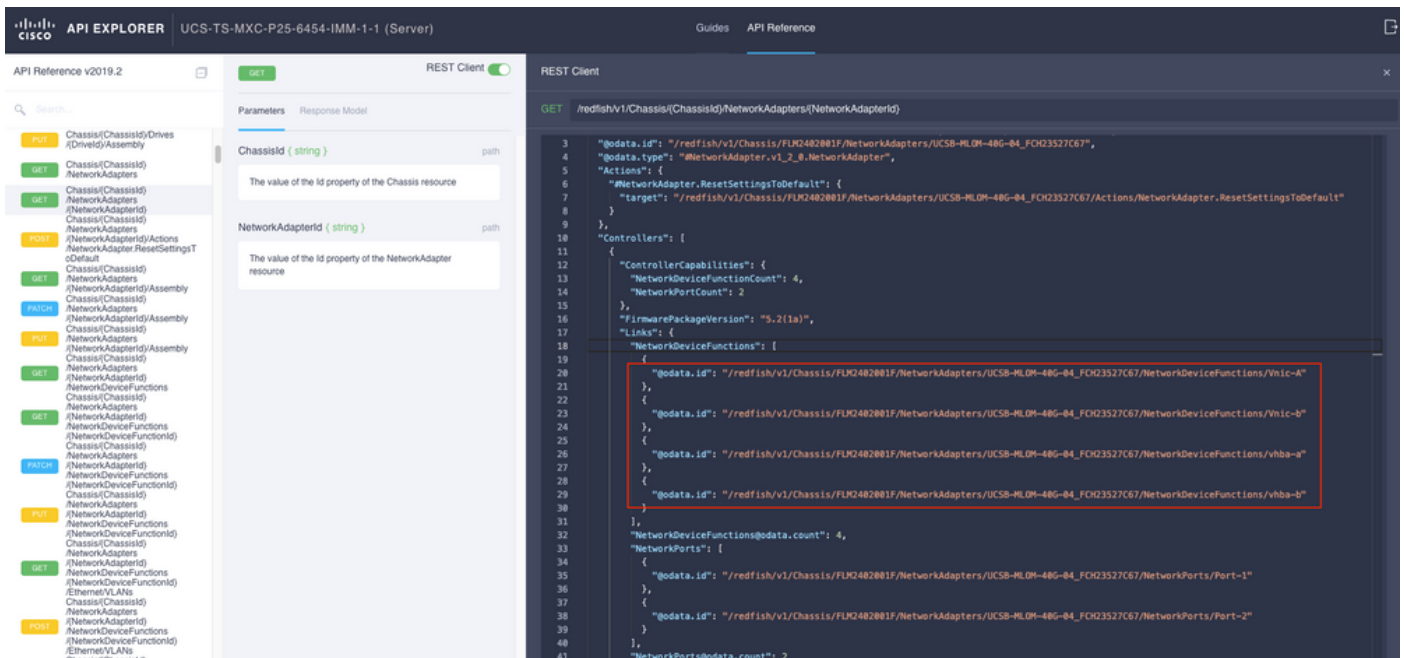 CISCO
API EXPLORER
UCS-TS-MXC-P25-6454-IMM-1-1 (Server)
Guides
API Reference
API Reference v2019.2
Search...
PUT Chassis/{ChassisId}/Drives
/{DriveId}/Assembly
GET Chassis/{ChassisId}
/NetworkAdapters
GET Chassis/{ChassisId}
/NetworkAdapters
/{NetworkAdapterId}
POST Chassis/{ChassisId}
/NetworkAdapters
/{NetworkAdapterId}/Actions
/NetworkAdapter.ResetSettingsT
oDefault
GET Chassis/{ChassisId}
/NetworkAdapters
/{NetworkAdapterId}/Assembly
PATCH Chassis/{ChassisId}
/NetworkAdapters
/{NetworkAdapterId}/Assembly
PUT Chassis/{ChassisId}
/NetworkAdapters
/{NetworkAdapterId}/Assembly
GET Chassis/{ChassisId}
/NetworkAdapters
/{NetworkAdapterId}
/NetworkDeviceFunctions
GET Chassis/{ChassisId}
/NetworkAdapters
/{NetworkAdapterId}
/NetworkDeviceFunctions
/{NetworkDeviceFunctionId}
PATCH Chassis/{ChassisId}
/NetworkAdapters
/{NetworkAdapterId}
/NetworkDeviceFunctions
/{NetworkDeviceFunctionId}
PUT Chassis/{ChassisId}
/NetworkAdapters
/{NetworkAdapterId}
/NetworkDeviceFunctions
/{NetworkDeviceFunctionId}
GET Chassis/{ChassisId}
/NetworkAdapters
/{NetworkAdapterId}
/NetworkDeviceFunctions
/{NetworkDeviceFunctionId}
/Ethernet/VLANs
POST Chassis/{ChassisId}
/NetworkAdapters
/{NetworkAdapterId}
/NetworkDeviceFunctions
/{NetworkDeviceFunctionId}
/Ethernet/VLANs
GET
REST Client
Parameters Response Model
ChassisId { string } path
The value of the Id property of the Chassis resource
NetworkAdapterId { string } path
The value of the Id property of the NetworkAdapter
resource
REST Client ×
GET /redfish/v1/Chassis/{ChassisId}/NetworkAdapters/{NetworkAdapterId}
3 "@odata.id": "/redfish/v1/Chassis/FLM2402001F/NetworkAdapters/UCSB-MLOM-40G-04_FCH23527C67",
4 "@odata.type": "#NetworkAdapter.v1_2_0.NetworkAdapter",
5 "Actions": {
6 "#NetworkAdapter.ResetSettingsToDefault": {
7 "target": "/redfish/v1/Chassis/FLM2402001F/NetworkAdapters/UCSB-MLOM-40G-04_FCH23527C67/Actions/NetworkAdapter.ResetSettingsToDefault"
8 }
9 },
10 "Controllers": [
11 {
12 "ControllerCapabilities": {
13 "NetworkDeviceFunctionCount": 4,
14 "NetworkPortCount": 2
15 },
16 "FirmwarePackageVersion": "5.2(1a)",
17 "Links": {
18 "NetworkDeviceFunctions": [
19 {
20 "@odata.id": "/redfish/v1/Chassis/FLM2402001F/NetworkAdapters/UCSB-MLOM-40G-04_FCH23527C67/NetworkDeviceFunctions/Vnic-A"
21 },
22 {
23 "@odata.id": "/redfish/v1/Chassis/FLM2402001F/NetworkAdapters/UCSB-MLOM-40G-04_FCH23527C67/NetworkDeviceFunctions/Vnic-b"
24 },
25 {
26 "@odata.id": "/redfish/v1/Chassis/FLM2402001F/NetworkAdapters/UCSB-MLOM-40G-04_FCH23527C67/NetworkDeviceFunctions/vhba-a"
27 },
28 {
29 "@odata.id": "/redfish/v1/Chassis/FLM2402001F/NetworkAdapters/UCSB-MLOM-40G-04_FCH23527C67/NetworkDeviceFunctions/vhba-b"
30 }
31 ],
32 "NetworkDeviceFunctions@odata.count": 4,
33 "NetworkPorts": [
34 {
35 "@odata.id": "/redfish/v1/Chassis/FLM2402001F/NetworkAdapters/UCSB-MLOM-40G-04_FCH23527C67/NetworkPorts/Port-1"
36 },
37 {
38 "@odata.id": "/redfish/v1/Chassis/FLM2402001F/NetworkAdapters/UCSB-MLOM-40G-04_FCH23527C67/NetworkPorts/Port-2"
39 }
40 ],
41 "NetworkPorts@odata.count": 2